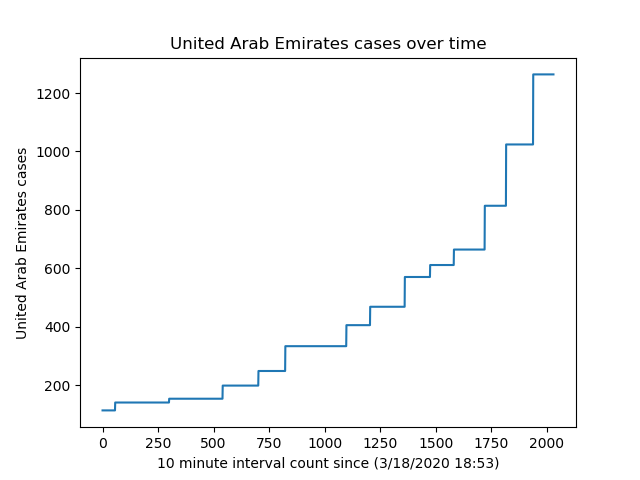 United Arab Emirates cases over time
United Arab Emirates cases
1200
1000
800
600
400
200
0 250 500 750 1000 1250 1500 1750 2000
10 minute interval count since (3/18/2020 18:53)